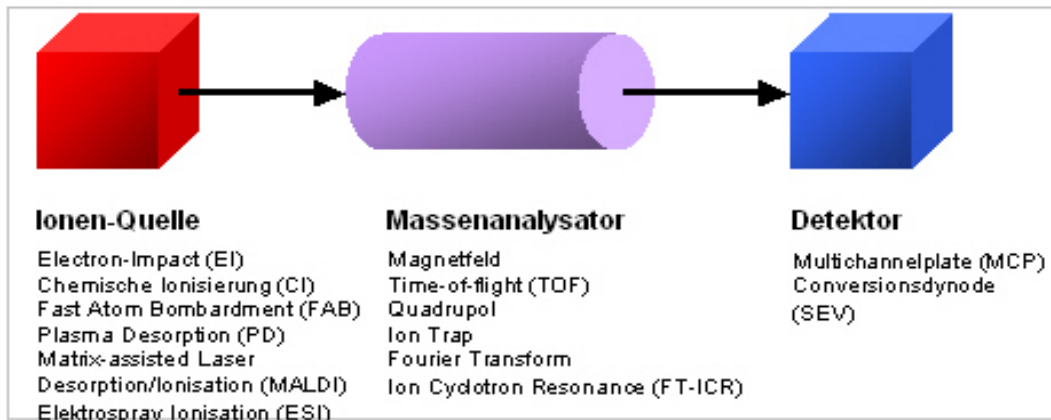 Ionen-Quelle
Electron-Impact (EI)
Chemische Ionisierung (CI)
Fast Atom Bombardment (FAB)
Plasma Desorption (PD)
Matrix-assisted Laser
Desorption/Ionisation (MALDI)
Elektrospray Ionisation (ESI)
Massenanalysator
Magnetfeld
Time-of-flight (TOF)
Quadrupol
Ion Trap
Fourier Transform
Ion Cyclotron Resonance (FT-ICR)
Detektor
Multichannelplate (MCP)
Conversionsdynode
(SEV)